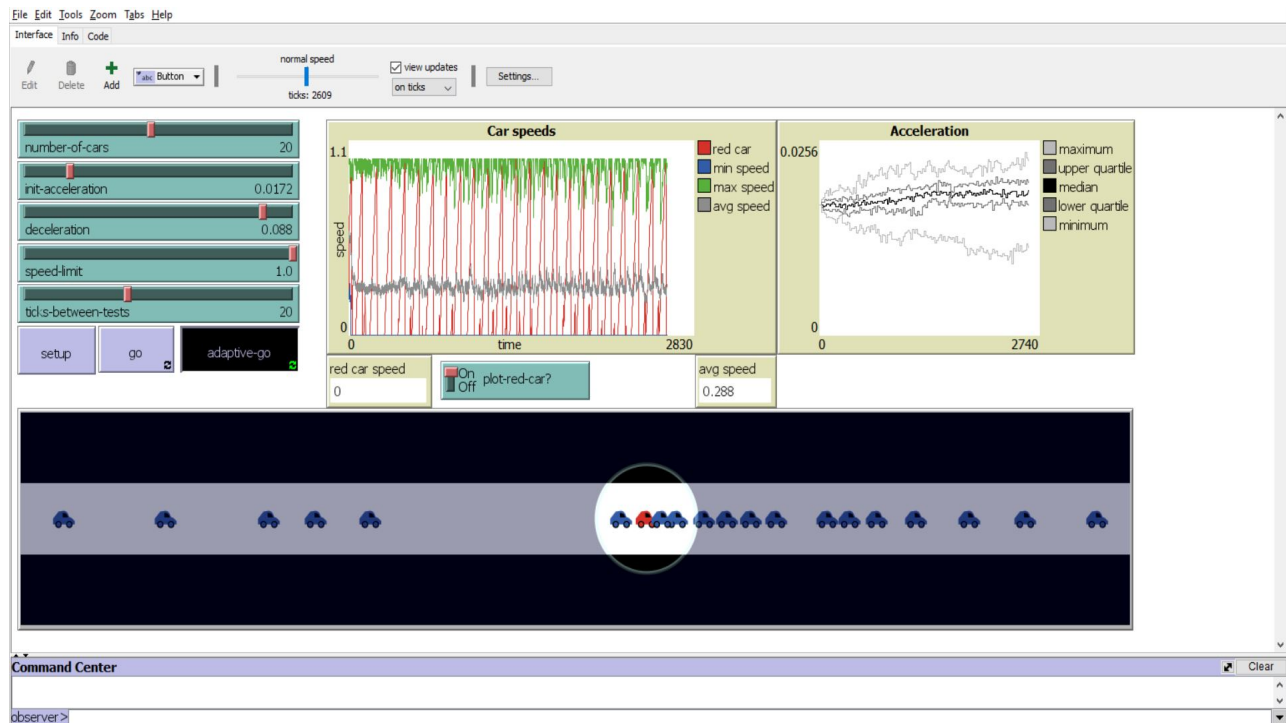 File Edit Tools Zoom Tabs Help
Interface Info Code
Edit Delete Add abc Button normal speed ticks: 2609 view updates on ticks Settings...
number-of-cars 20
init-acceleration 0.0172
deceleration 0.088
speed-limit 1.0
ticks-between-tests 20
setup go adaptive-go
Car speeds
1.1
speed
0
0 time 2830
red car
min speed
max speed
avg speed
Acceleration
0.0256
0
0 2740
maximum
upper quartile
median
lower quartile
minimum
red car speed
0
On
Off
plot-red-car?
avg speed
0.288
Command Center Clear
observer>